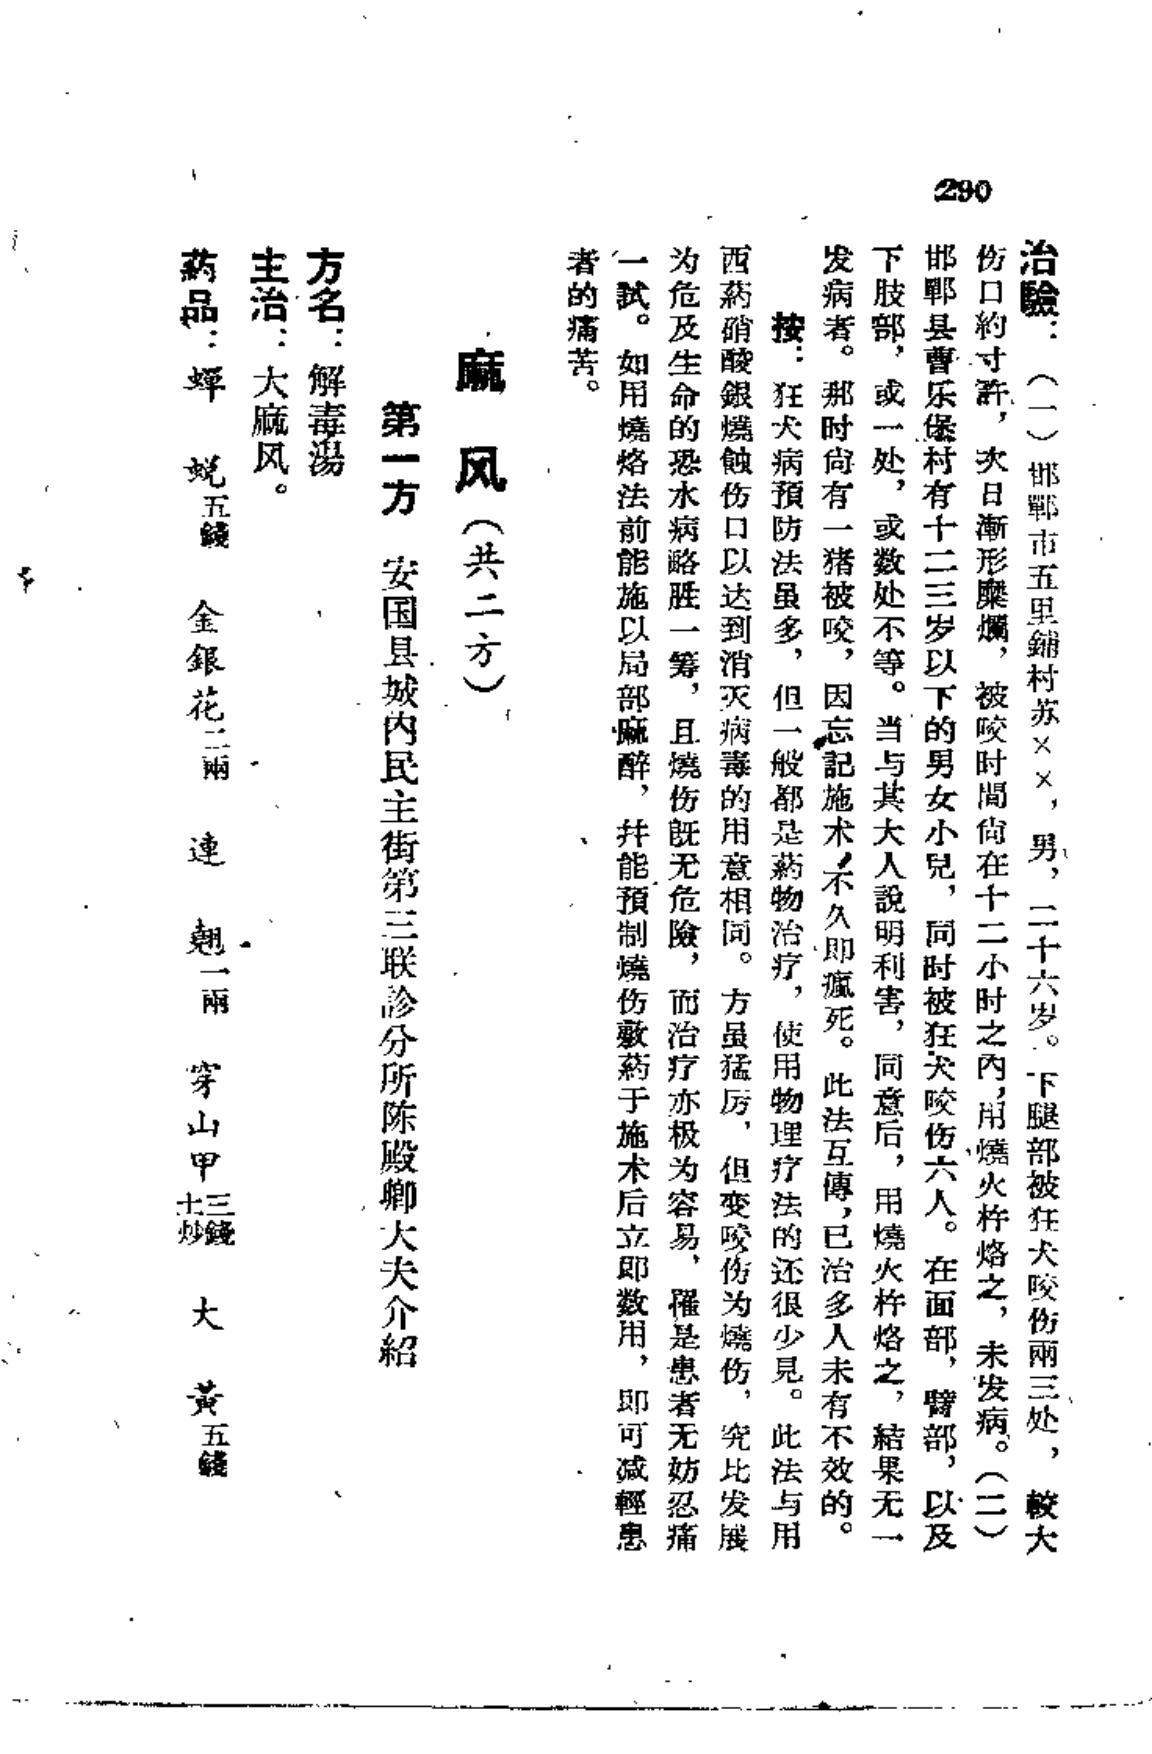 290
治驗：（一）邯鄲市五里鋪村苏××，男，二十六岁。下腿部被狂犬咬伤兩三处，較大
伤口約寸許，次日漸形糜爛，被咬时間尙在十二小时之內，用燒火杵烙之，未发病。（二）
邯鄲县曹乐堡村有十二三岁以下的男女小兒，同时被狂犬咬伤六人。在面部，臂部，以及
下肢部，或一处，或数处不等。当与其大人說明利害，同意后，用燒火杵烙之，結果无一
发病者。那时尙有一猪被咬，因忘記施术，不久即瘋死。此法互傳，已治多人未有不效的。
按：狂犬病預防法虽多，但一般都是葯物治疗，使用物理疗法的还很少見。此法与用
西葯硝酸銀燒蝕伤口以达到消灭病毒的用意相同。方虽猛厉，但变咬伤为燒伤，究比发展
为危及生命的恐水病略胜一筹，且燒伤旣无危險，而治疗亦极为容易，罹是患者无妨忍痛
一試。如用燒烙法前能施以局部麻醉，幷能預制燒伤敷葯于施术后立即数用，即可减輕患
者的痛苦。
麻 风（共二方）
第一方 安国县城內民主街第三联診分所陈殿卿大夫介紹
方名：解毒湯
主治：大麻风。
葯品：蟬 蛻五錢 金銀花二兩 連 翹一兩 穿山甲三錢土炒 大 黃五錢